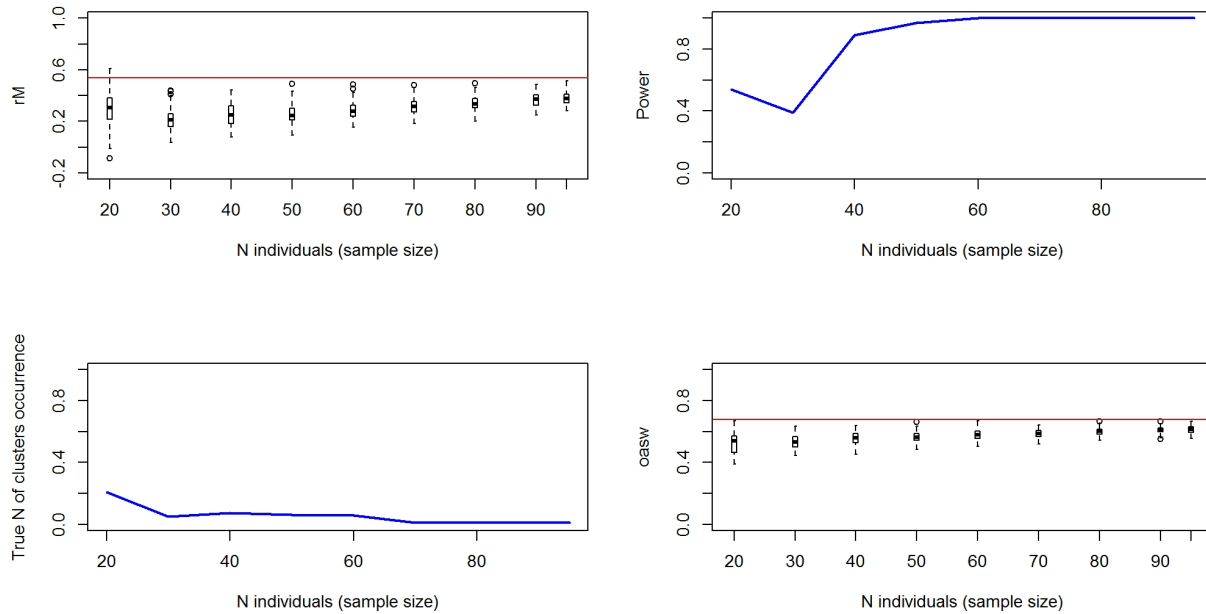 rM
1.0
0.6
0.2
-0.2
20 30 40 50 60 70 80 90
N individuals (sample size)
Power
0.8
0.4
0.0
20 40 60 80
N individuals (sample size)
True N of clusters occurrence
0.8
0.4
0.0
20 40 60 80
N individuals (sample size)
oasw
0.8
0.4
0.0
20 30 40 50 60 70 80 90
N individuals (sample size)